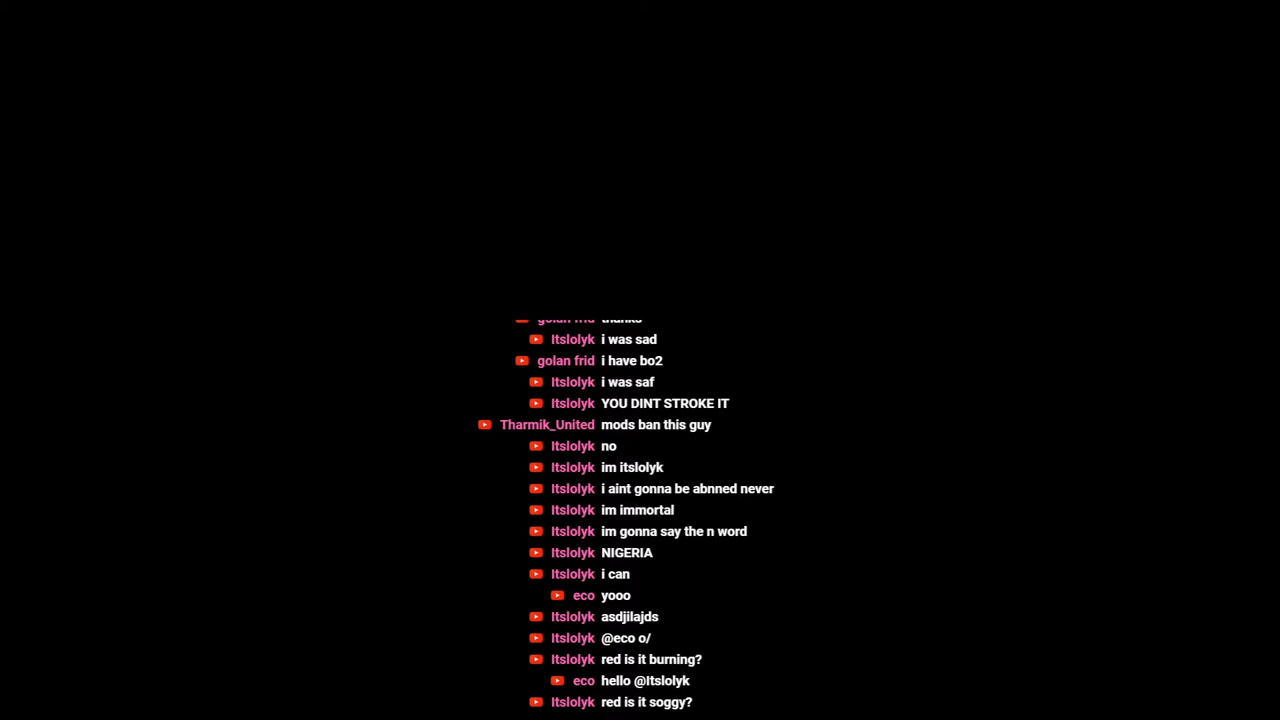 golan frid thanks
Itslolyk i was sad
golan frid i have bo2
Itslolyk i was saf
Itslolyk YOU DINT STROKE IT
Tharmik_United mods ban this guy
Itslolyk no
Itslolyk im itslolyk
Itslolyk i aint gonna be abnned never
Itslolyk im immortal
Itslolyk im gonna say the n word
Itslolyk NIGERIA
Itslolyk i can
eco yooo
Itslolyk asdjilajds
Itslolyk @eco o/
Itslolyk red is it burning?
eco hello @Itslolyk
Itslolyk red is it soggy?